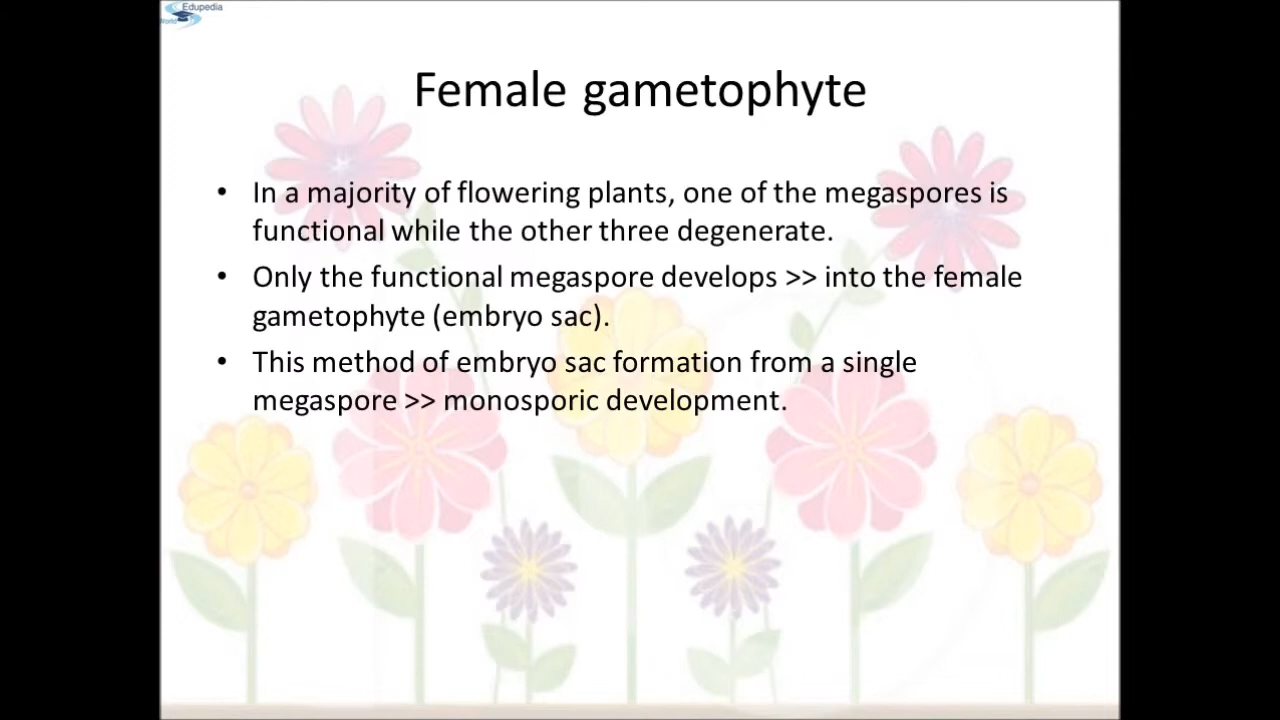 Edupedia
World
Female gametophyte
• In a majority of flowering plants, one of the megaspores is
functional while the other three degenerate.
• Only the functional megaspore develops >> into the female
gametophyte (embryo sac).
• This method of embryo sac formation from a single
megaspore >> monosporic development.